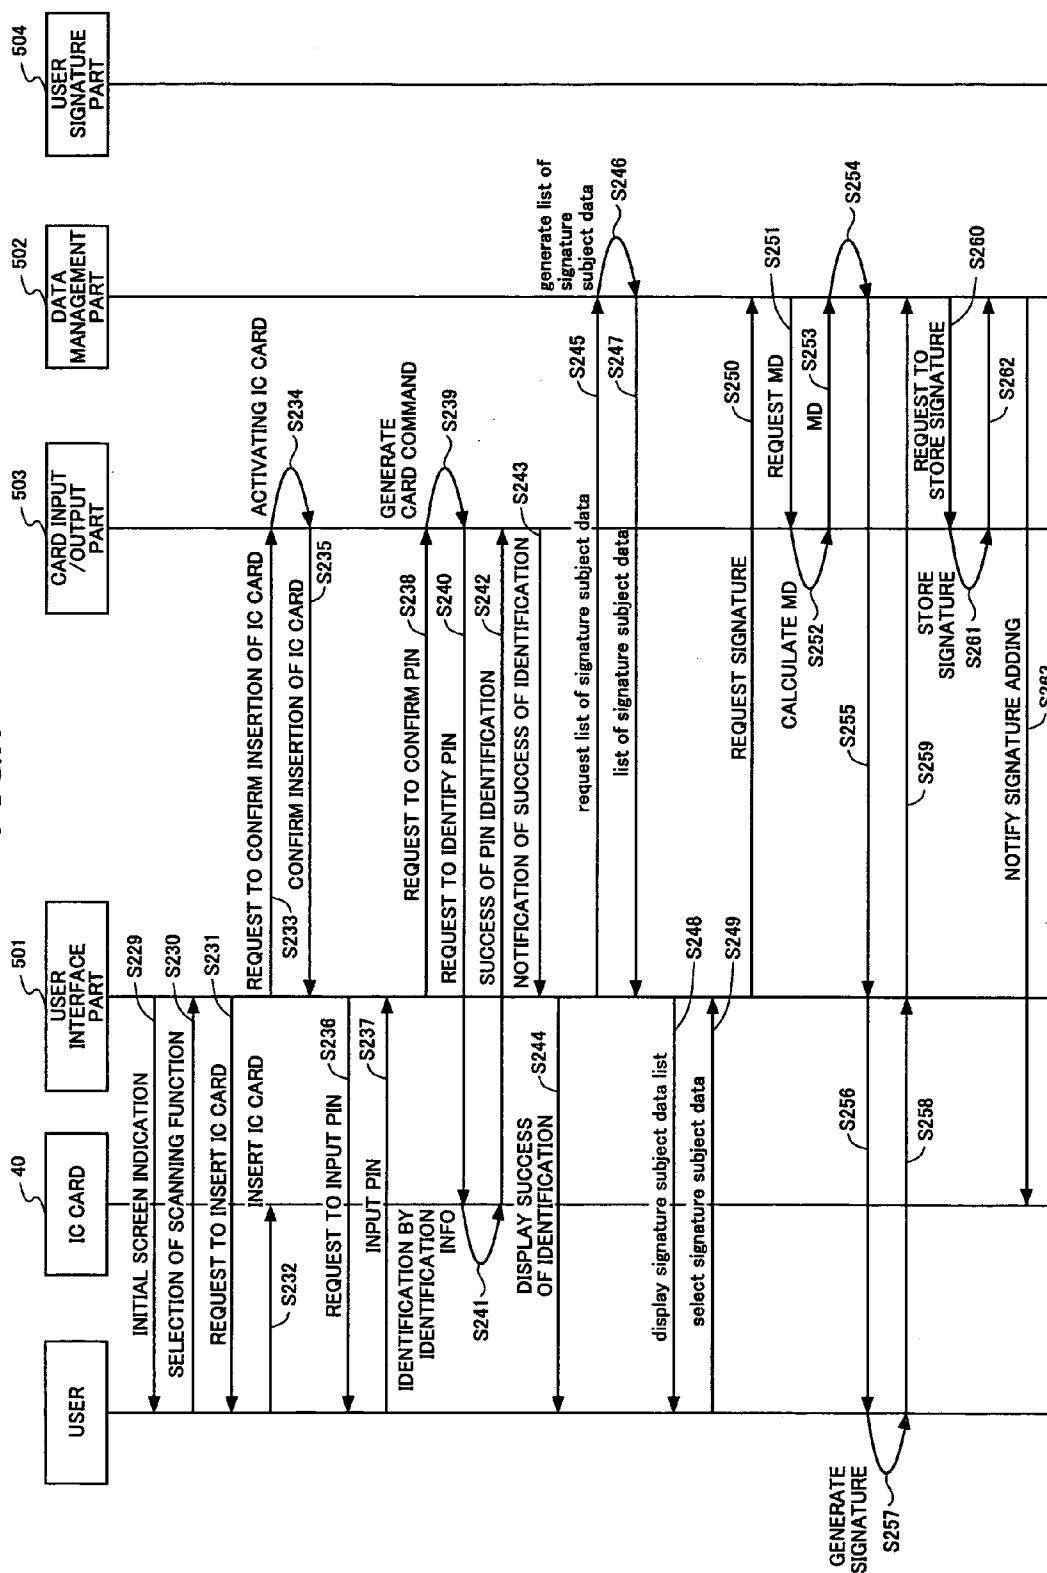 USER
IC CARD
40
USER
INTERFACE
PART
501
CARD INPUT
/OUTPUT
PART
503
DATA
MANAGEMENT
PART
502
USER
SIGNATURE
PART
504
INITIAL SCREEN INDICATION
S229
SELECTION OF SCANNING FUNCTION
S230
REQUEST TO INSERT IC CARD
S231
INSERT IC CARD
S232
REQUEST TO CONFIRM INSERTION OF IC CARD
S233
ACTIVATING IC CARD
S234
CONFIRM INSERTION OF IC CARD
S235
REQUEST TO INPUT PIN
S236
INPUT PIN
S237
REQUEST TO CONFIRM PIN
S238
GENERATE
CARD COMMAND
S239
REQUEST TO IDENTIFY PIN
S240
IDENTIFICATION BY
IDENTIFICATION
INFO
S241
SUCCESS OF PIN IDENTIFICATION
S242
NOTIFICATION OF SUCCESS OF IDENTIFICATION
S243
DISPLAY SUCCESS
OF IDENTIFICATION
S244
request list of signature subject data
S245
generate list of
signature
subject data
S246
list of signature subject data
S247
display signature subject data list
S248
select signature subject data
S249
REQUEST SIGNATURE
S250
REQUEST MD
S251
CALCULATE MD
S252
MD
S253
S254
S255
S256
GENERATE
SIGNATURE
S257
S258
S259
REQUEST TO
STORE SIGNATURE
S260
STORE
SIGNATURE
S261
S262
NOTIFY SIGNATURE ADDING